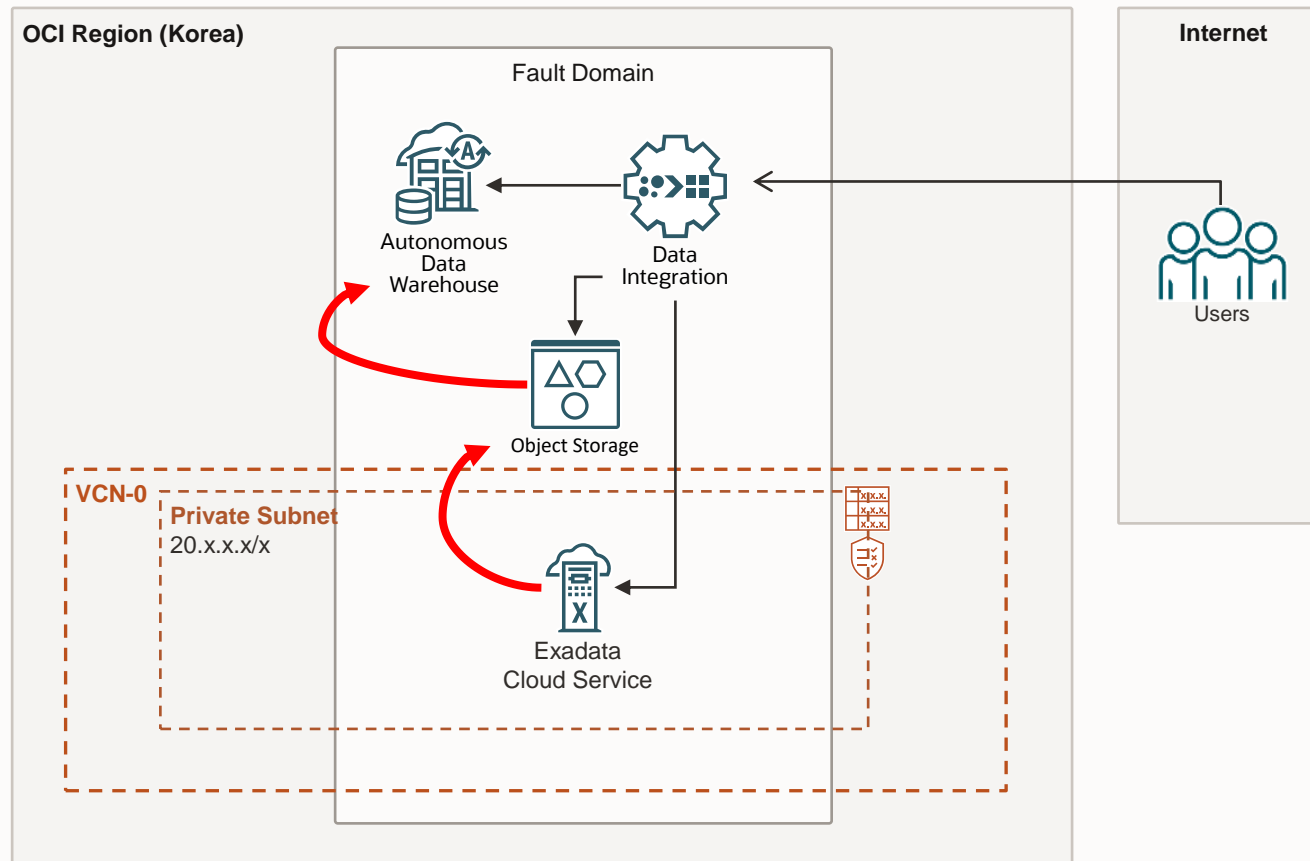 OCI Region (Korea)
Internet
Fault Domain
A
Autonomous
Data
Warehouse
Data
Integration
Users
Object Storage
VCN-0
Private Subnet
20.x.x.x/x
x.x.x.
x.x.x.
x.x.x.
X
Exadata
Cloud Service